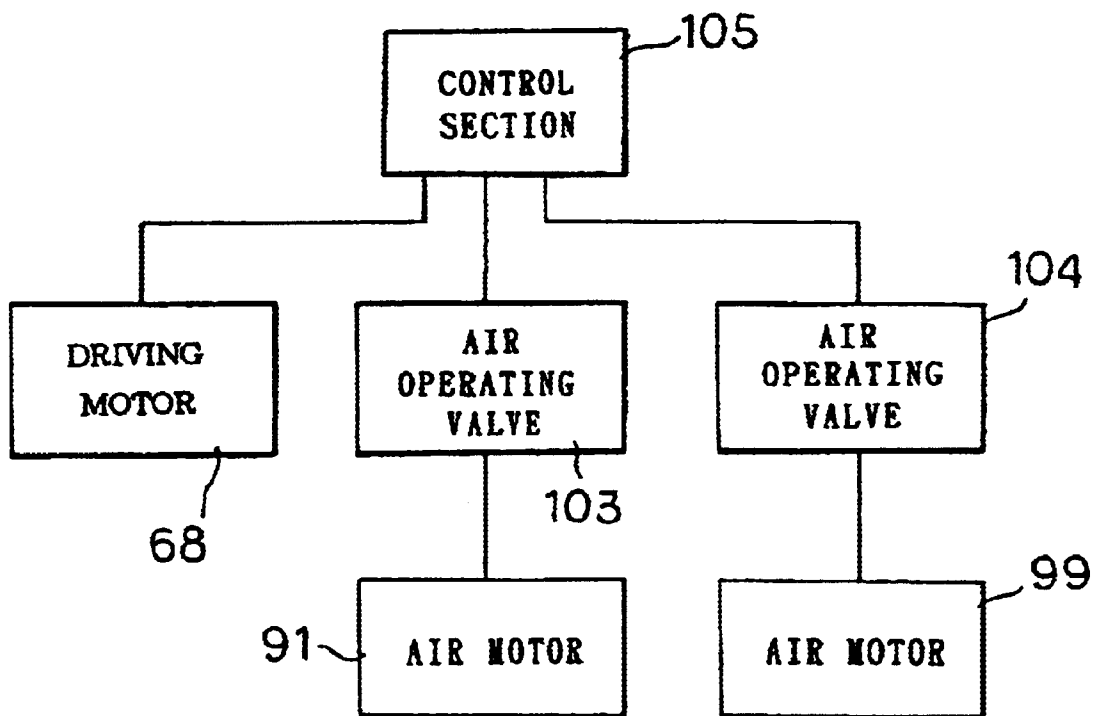 105
CONTROL
SECTION
104
DRIVING
MOTOR
AIR
OPERATING
VALVE
AIR
OPERATING
VALVE
68
103
99
91
AIR MOTOR
AIR MOTOR